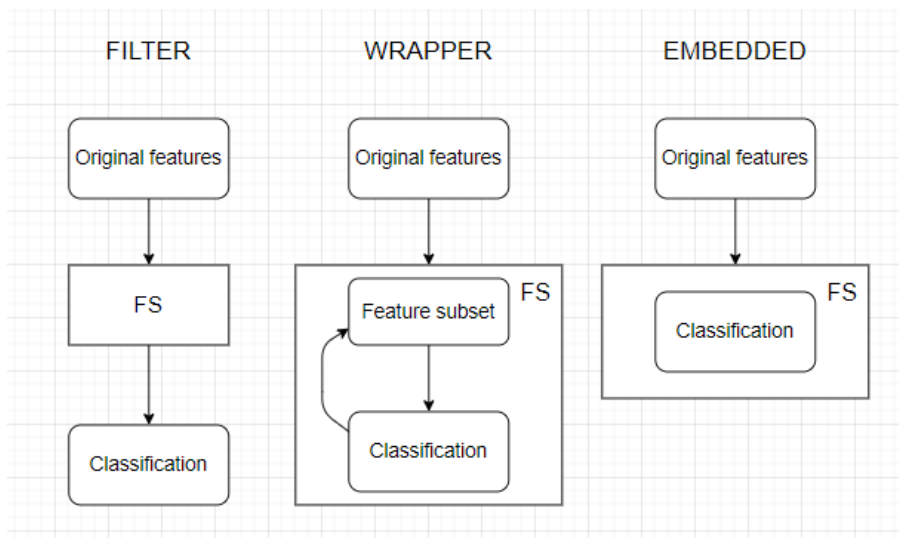 FILTER
Original features
FS
Classification
WRAPPER
Original features
FS
Feature subset
Classification
EMBEDDED
Original features
FS
Classification